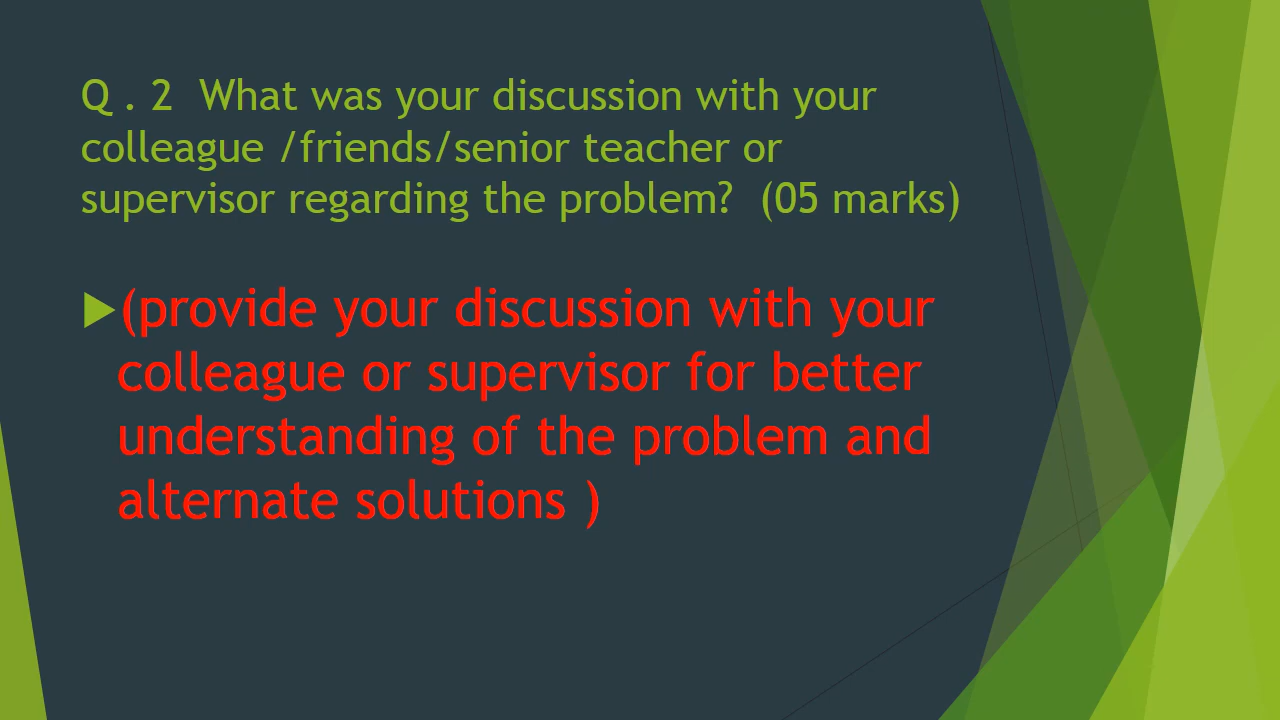 Q . 2  What was your discussion with your
colleague /friends/senior teacher or
supervisor regarding the problem?  (05 marks)
(provide your discussion with your
colleague or supervisor for better
understanding of the problem and
alternate solutions )